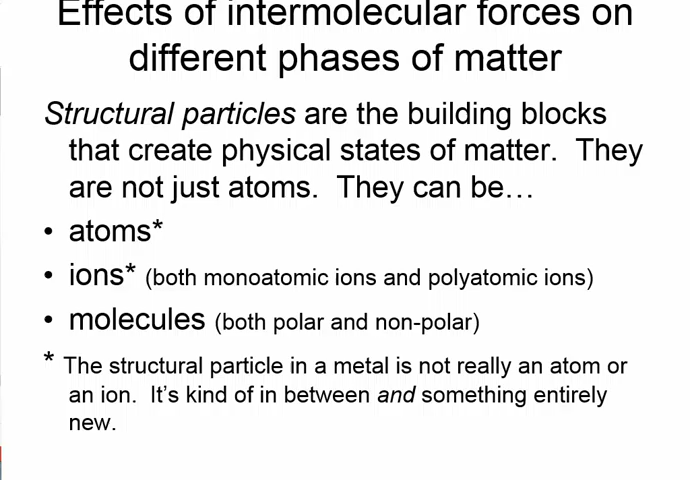 Effects of intermolecular forces on
different phases of matter
Structural particles are the building blocks
that create physical states of matter.  They
are not just atoms.  They can be…
• atoms*
• ions* (both monoatomic ions and polyatomic ions)
• molecules (both polar and non-polar)
* The structural particle in a metal is not really an atom or
an ion.  It's kind of in between and something entirely
new.